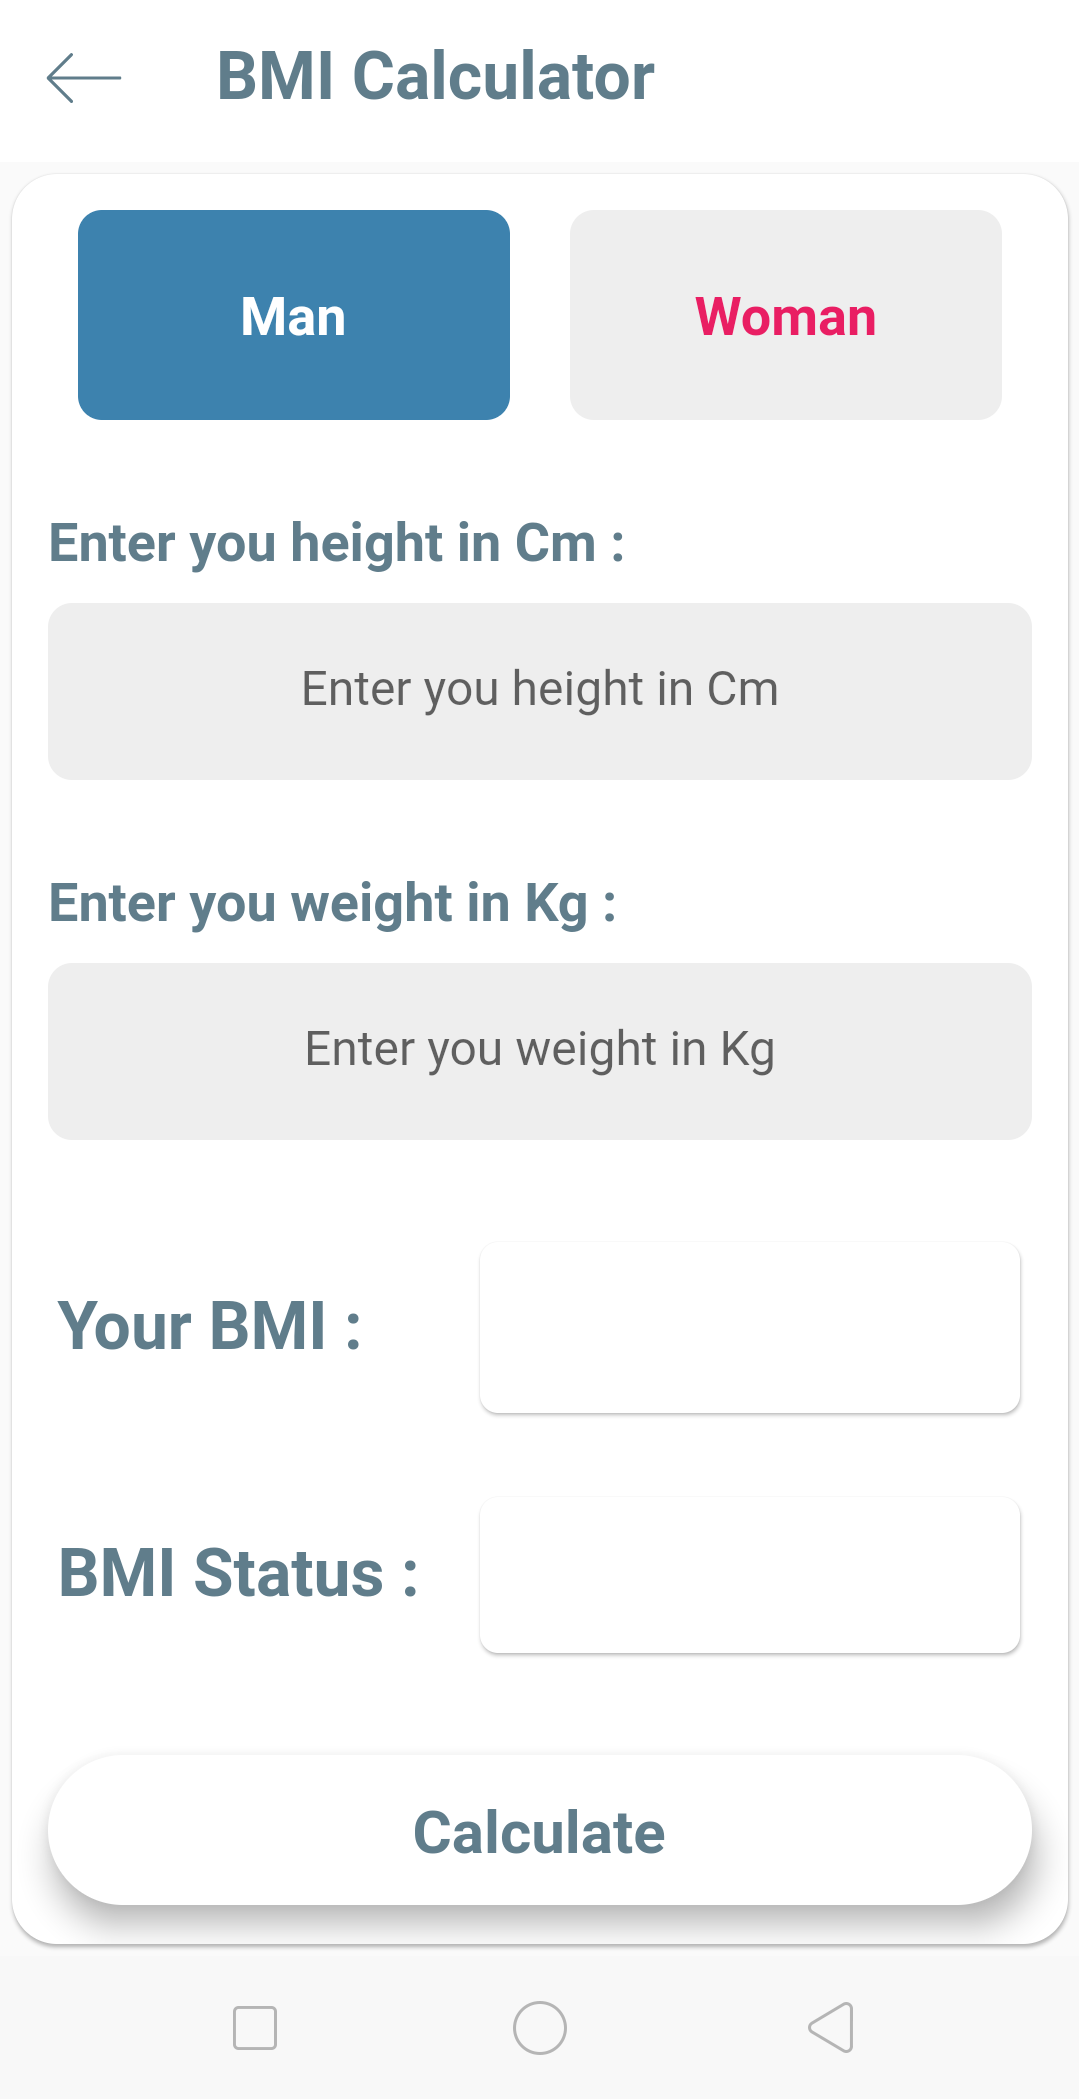 BMI Calculator
Man
Woman
Enter you height in Cm :
Enter you height in Cm
Enter you weight in Kg :
Enter you weight in Kg
Your BMI :
BMI Status :
Calculate